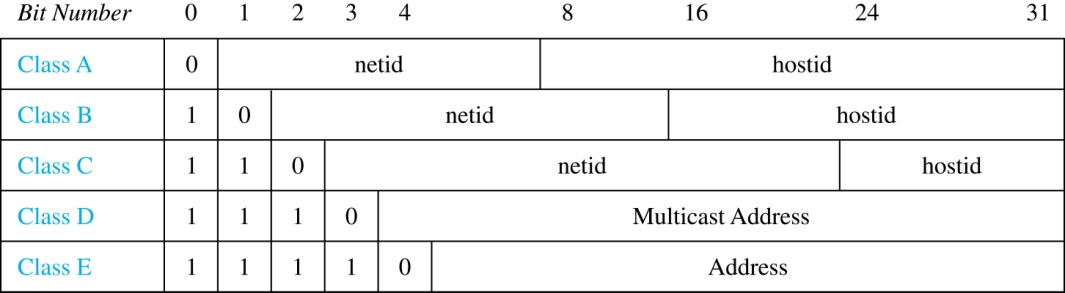 Bit Number 0 1 2 3 4 8 16 24 31
Class A 0 netid hostid
Class B 1 0 netid hostid
Class C 1 1 0 netid hostid
Class D 1 1 1 0 Multicast Address
Class E 1 1 1 1 0 Address